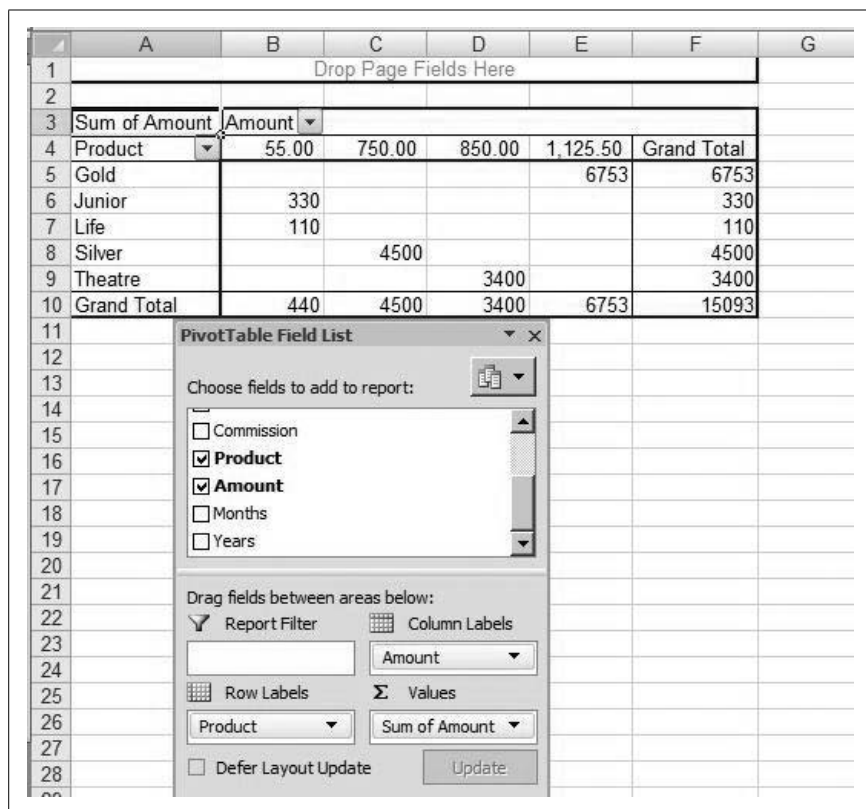 A B C D E F G
1 Drop Page Fields Here
2
3 Sum of Amount Amount
4 Product 55.00 750.00 850.00 1,125.50 Grand Total
5 Gold 6753 6753
6 Junior 330 330
7 Life 110 110
8 Silver 4500 4500
9 Theatre 3400 3400
10 Grand Total 440 4500 3400 6753 15093
11
12
13
14
15
16
17
18
19
20
21
22
23
24
25
26
27
28
PivotTable Field List
Choose fields to add to report:
Commission
Product
Amount
Months
Years
Drag fields between areas below:
Report Filter Column Labels
Amount
Row Labels Σ Values
Product Sum of Amount
Defer Layout Update Update